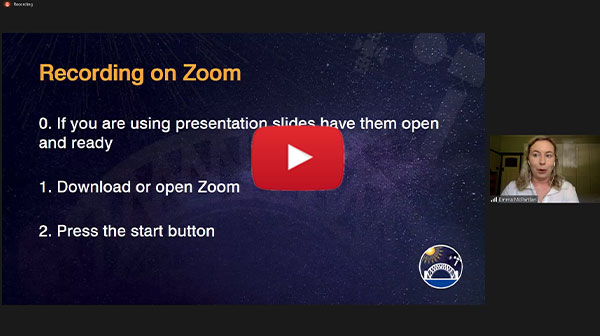 Recording
Recording on Zoom
0. If you are using presentation slides have them open
and ready
1. Download or open Zoom
2. Press the start button